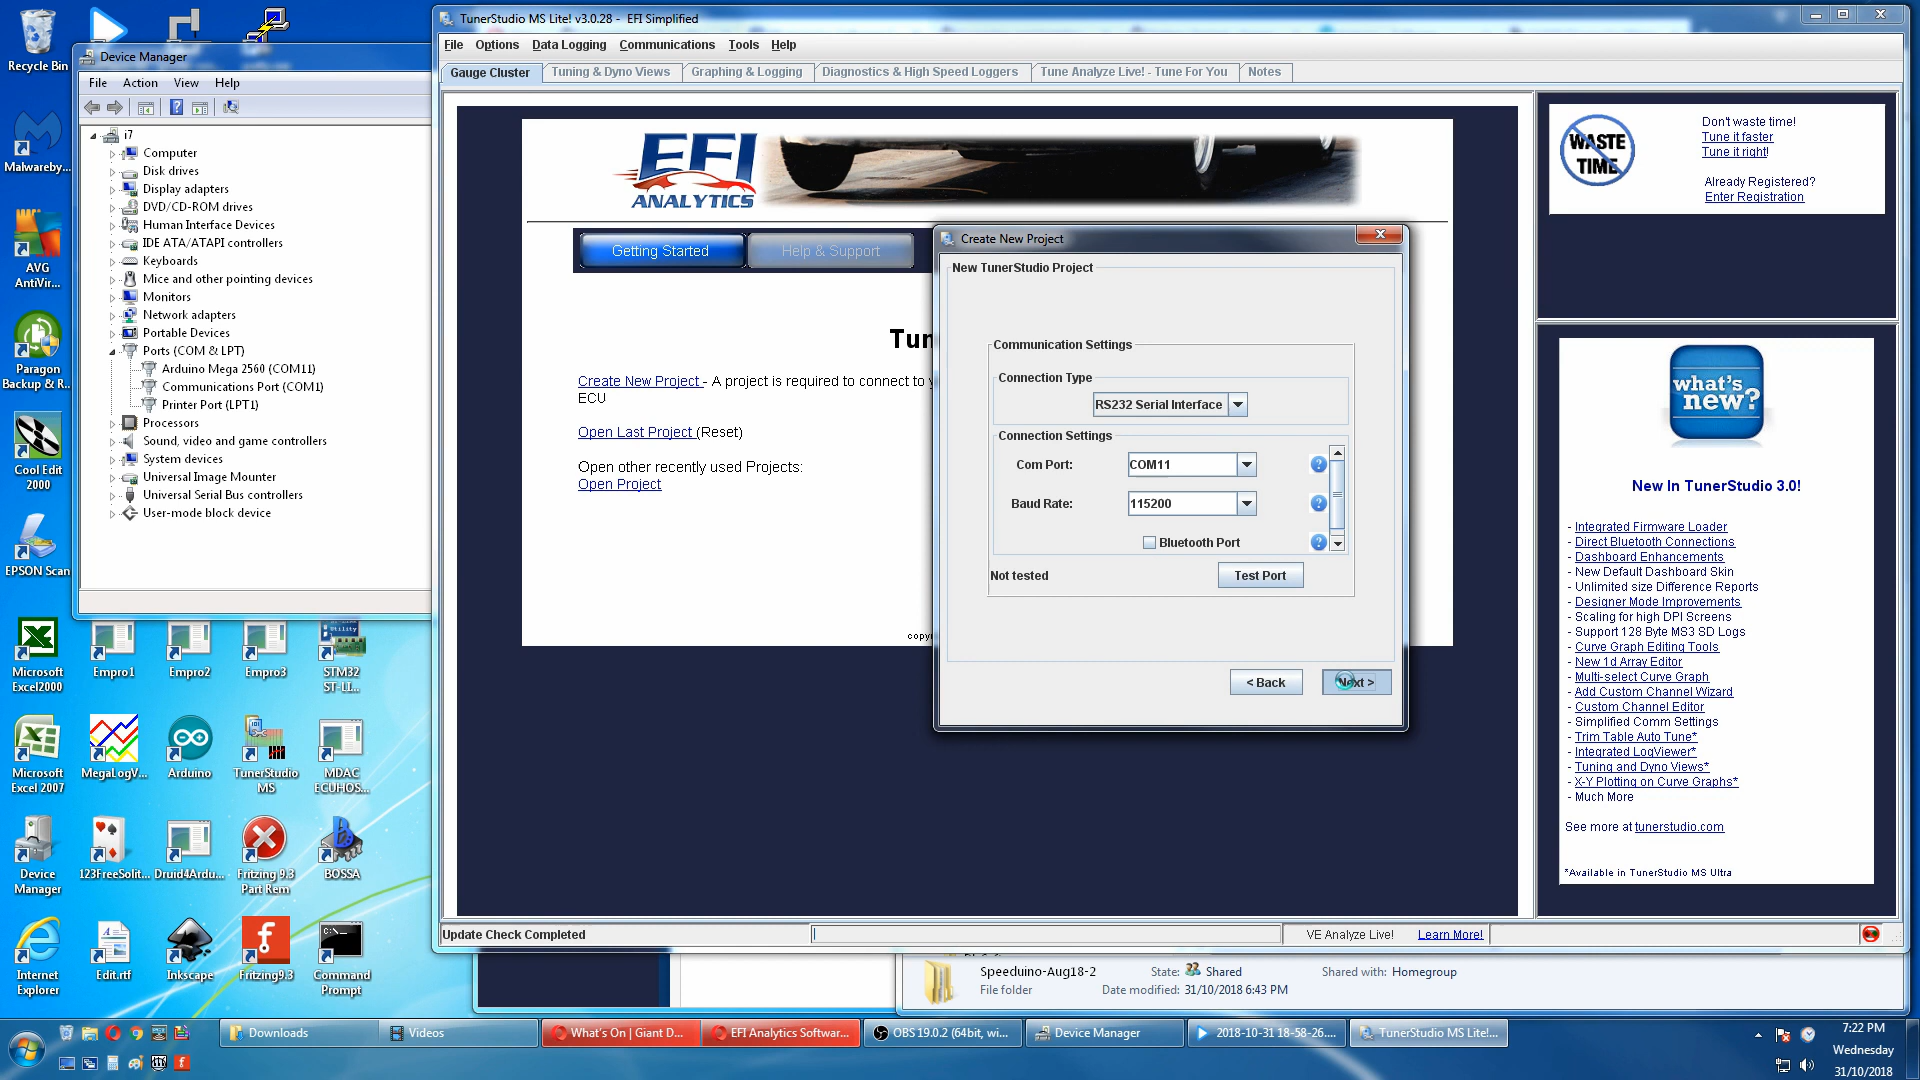 Recycle Bin
Malwareby...
AVG
AntiVir...
Paragon
Backup & R...
Cool Edit
2000
EPSON Scan
Microsoft
Excel2000
Empro1
Empro2
Empro3
STM32
ST-LI...
Microsoft
Excel 2007
MegaLogV...
Arduino
TunerStudio
MS
MDAC
ECUHOS...
Device
Manager
123FreeSolit...
Druid4Ardu...
Fritzing 9.3
Part Rem
BOSSA
Internet
Explorer
Edit.rtf
Inkscape
Fritzing9.3
Command
Prompt
Device Manager
File Action View Help
i7
Computer
Disk drives
Display adapters
DVD/CD-ROM drives
Human Interface Devices
IDE ATA/ATAPI controllers
Keyboards
Mice and other pointing devices
Monitors
Network adapters
Portable Devices
Ports (COM & LPT)
Arduino Mega 2560 (COM11)
Communications Port (COM1)
Printer Port (LPT1)
Processors
Sound, video and game controllers
System devices
Universal Image Mounter
Universal Serial Bus controllers
User-mode block device
TunerStudio MS Lite! v3.0.28 - EFI Simplified
File Options Data Logging Communications Tools Help
Gauge Cluster Tuning & Dyno Views Graphing & Logging Diagnostics & High Speed Loggers Tune Analyze Live! - Tune For You Notes
EFI
ANALYTICS
Getting Started Help & Support
Tun
Create New Project - A project is required to connect to y
ECU
Open Last Project (Reset)
Open other recently used Projects:
Open Project
copy
Create New Project
New TunerStudio Project
Communication Settings
Connection Type
RS232 Serial Interface
Connection Settings
Com Port: COM11 ?
Baud Rate: 115200 ?
Bluetooth Port ?
Not tested Test Port
< Back Next >
WASTE
TIME
Don't waste time!
Tune it faster
Tune it right!
Already Registered?
Enter Registration
what's
new?
New In TunerStudio 3.0!
- Integrated Firmware Loader
- Direct Bluetooth Connections
- Dashboard Enhancements
- New Default Dashboard Skin
- Unlimited size Difference Reports
- Designer Mode Improvements
- Scaling for high DPI Screens
- Support 128 Byte MS3 SD Logs
- Curve Graph Editing Tools
- New 1d Array Editor
- Multi-select Curve Graph
- Add Custom Channel Wizard
- Custom Channel Editor
- Simplified Comm Settings
- Trim Table Auto Tune*
- Integrated LogViewer*
- Tuning and Dyno Views*
- X-Y Plotting on Curve Graphs*
- Much More
See more at tunerstudio.com
*Available in TunerStudio MS Ultra
Update Check Completed
VE Analyze Live! Learn More!
Speeduino-Aug18-2 State: Shared Shared with: Homegroup
File folder Date modified: 31/10/2018 6:43 PM
Downloads Videos What's On | Giant D... EFI Analytics Software... OBS 19.0.2 (64bit, wi... Device Manager 2018-10-31 18-58-26.... TunerStudio MS Lite!...
7:22 PM
Wednesday
31/10/2018